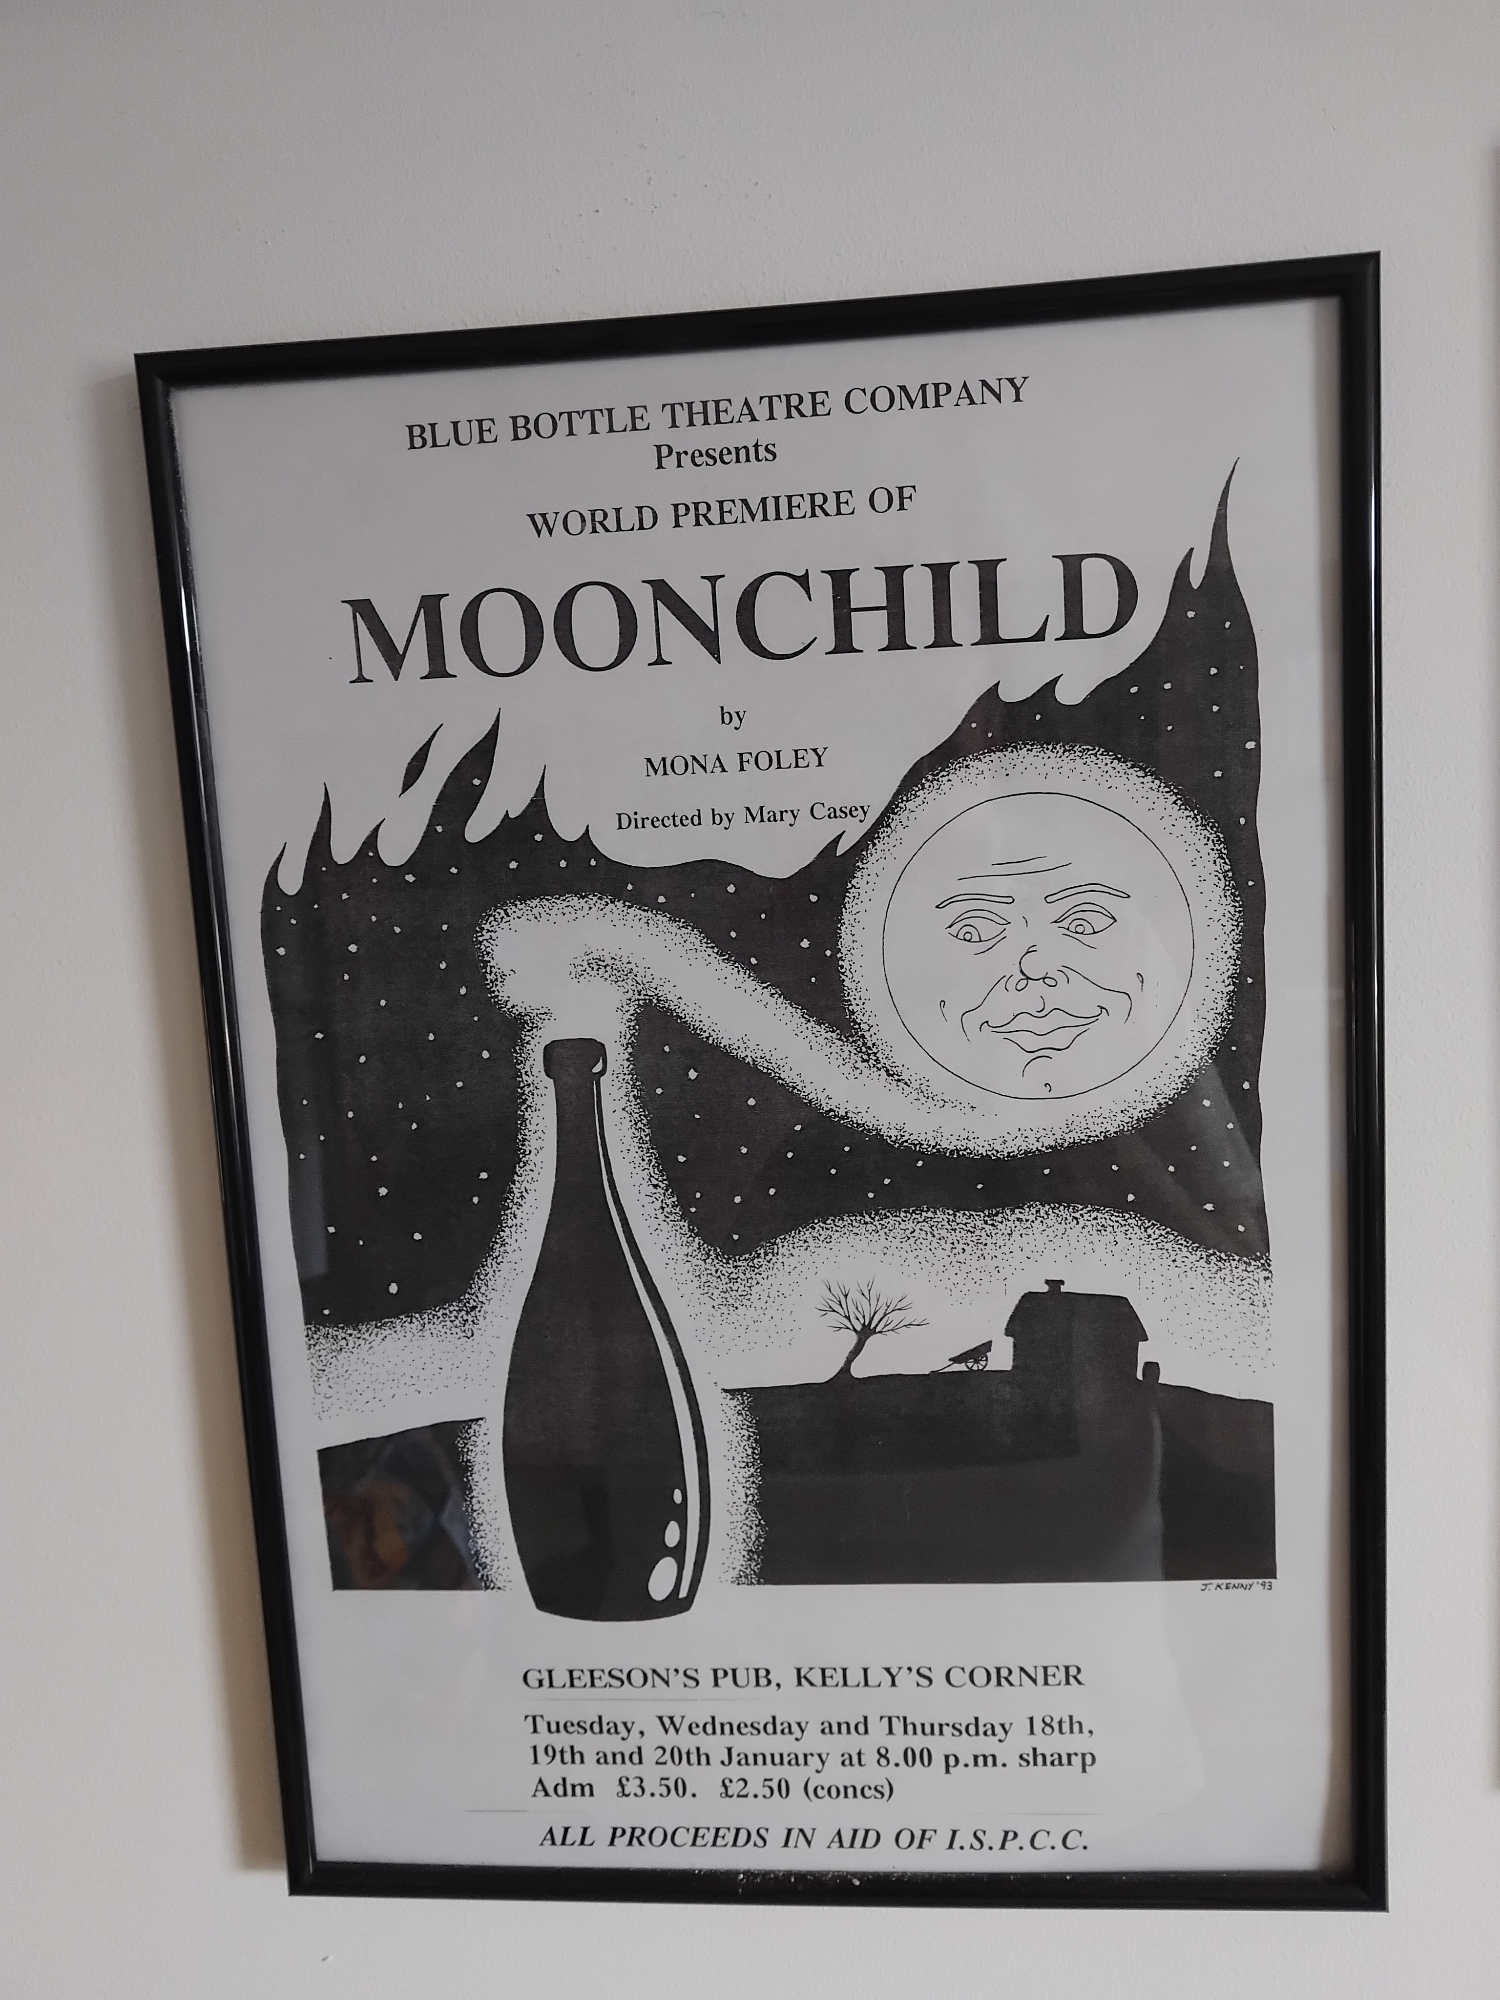 BLUE BOTTLE THEATRE COMPANY
Presents
WORLD PREMIERE OF
MOONCHILD
by
MONA FOLEY
Directed by Mary Casey
J. KENNY '93
GLEESON'S PUB, KELLY'S CORNER
Tuesday, Wednesday and Thursday 18th,
19th and 20th January at 8.00 p.m. sharp
Adm £3.50. £2.50 (concs)
ALL PROCEEDS IN AID OF I.S.P.C.C.